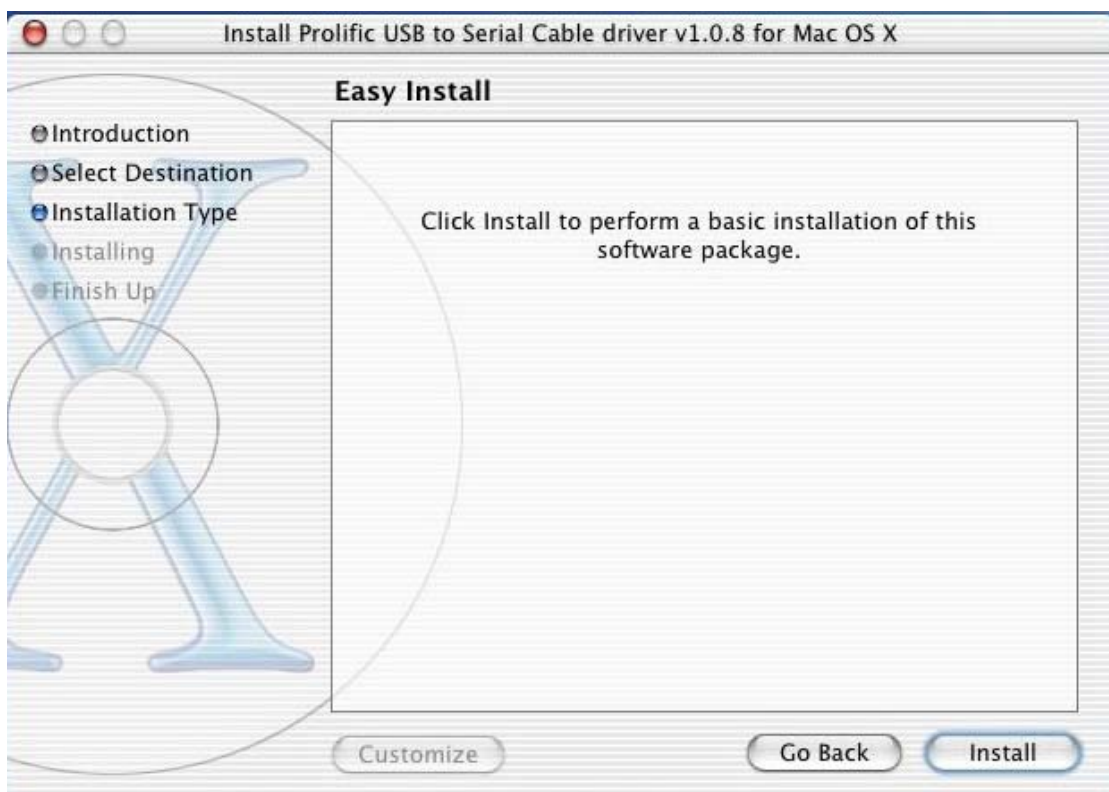 Install Prolific USB to Serial Cable driver v1.0.8 for Mac OS X
Easy Install
Introduction
Select Destination
Installation Type
Installing
Finish Up
Click Install to perform a basic installation of this
software package.
Customize
Go Back
Install